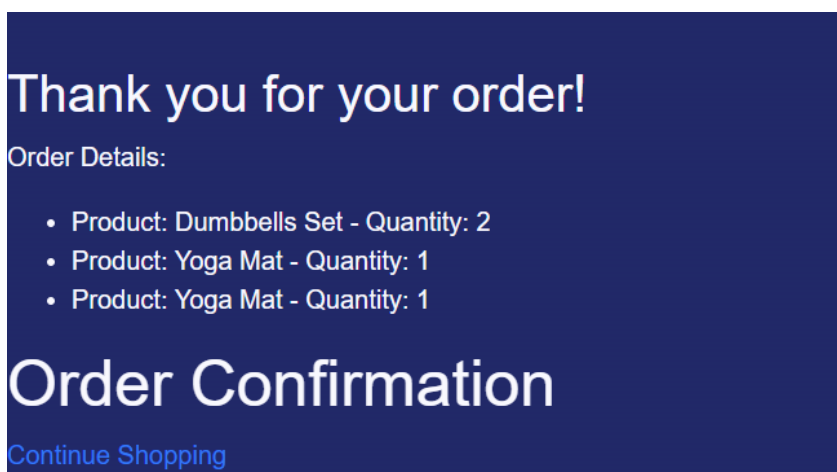 Thank you for your order!
Order Details:
• Product: Dumbbells Set - Quantity: 2
• Product: Yoga Mat - Quantity: 1
• Product: Yoga Mat - Quantity: 1
Order Confirmation
Continue Shopping